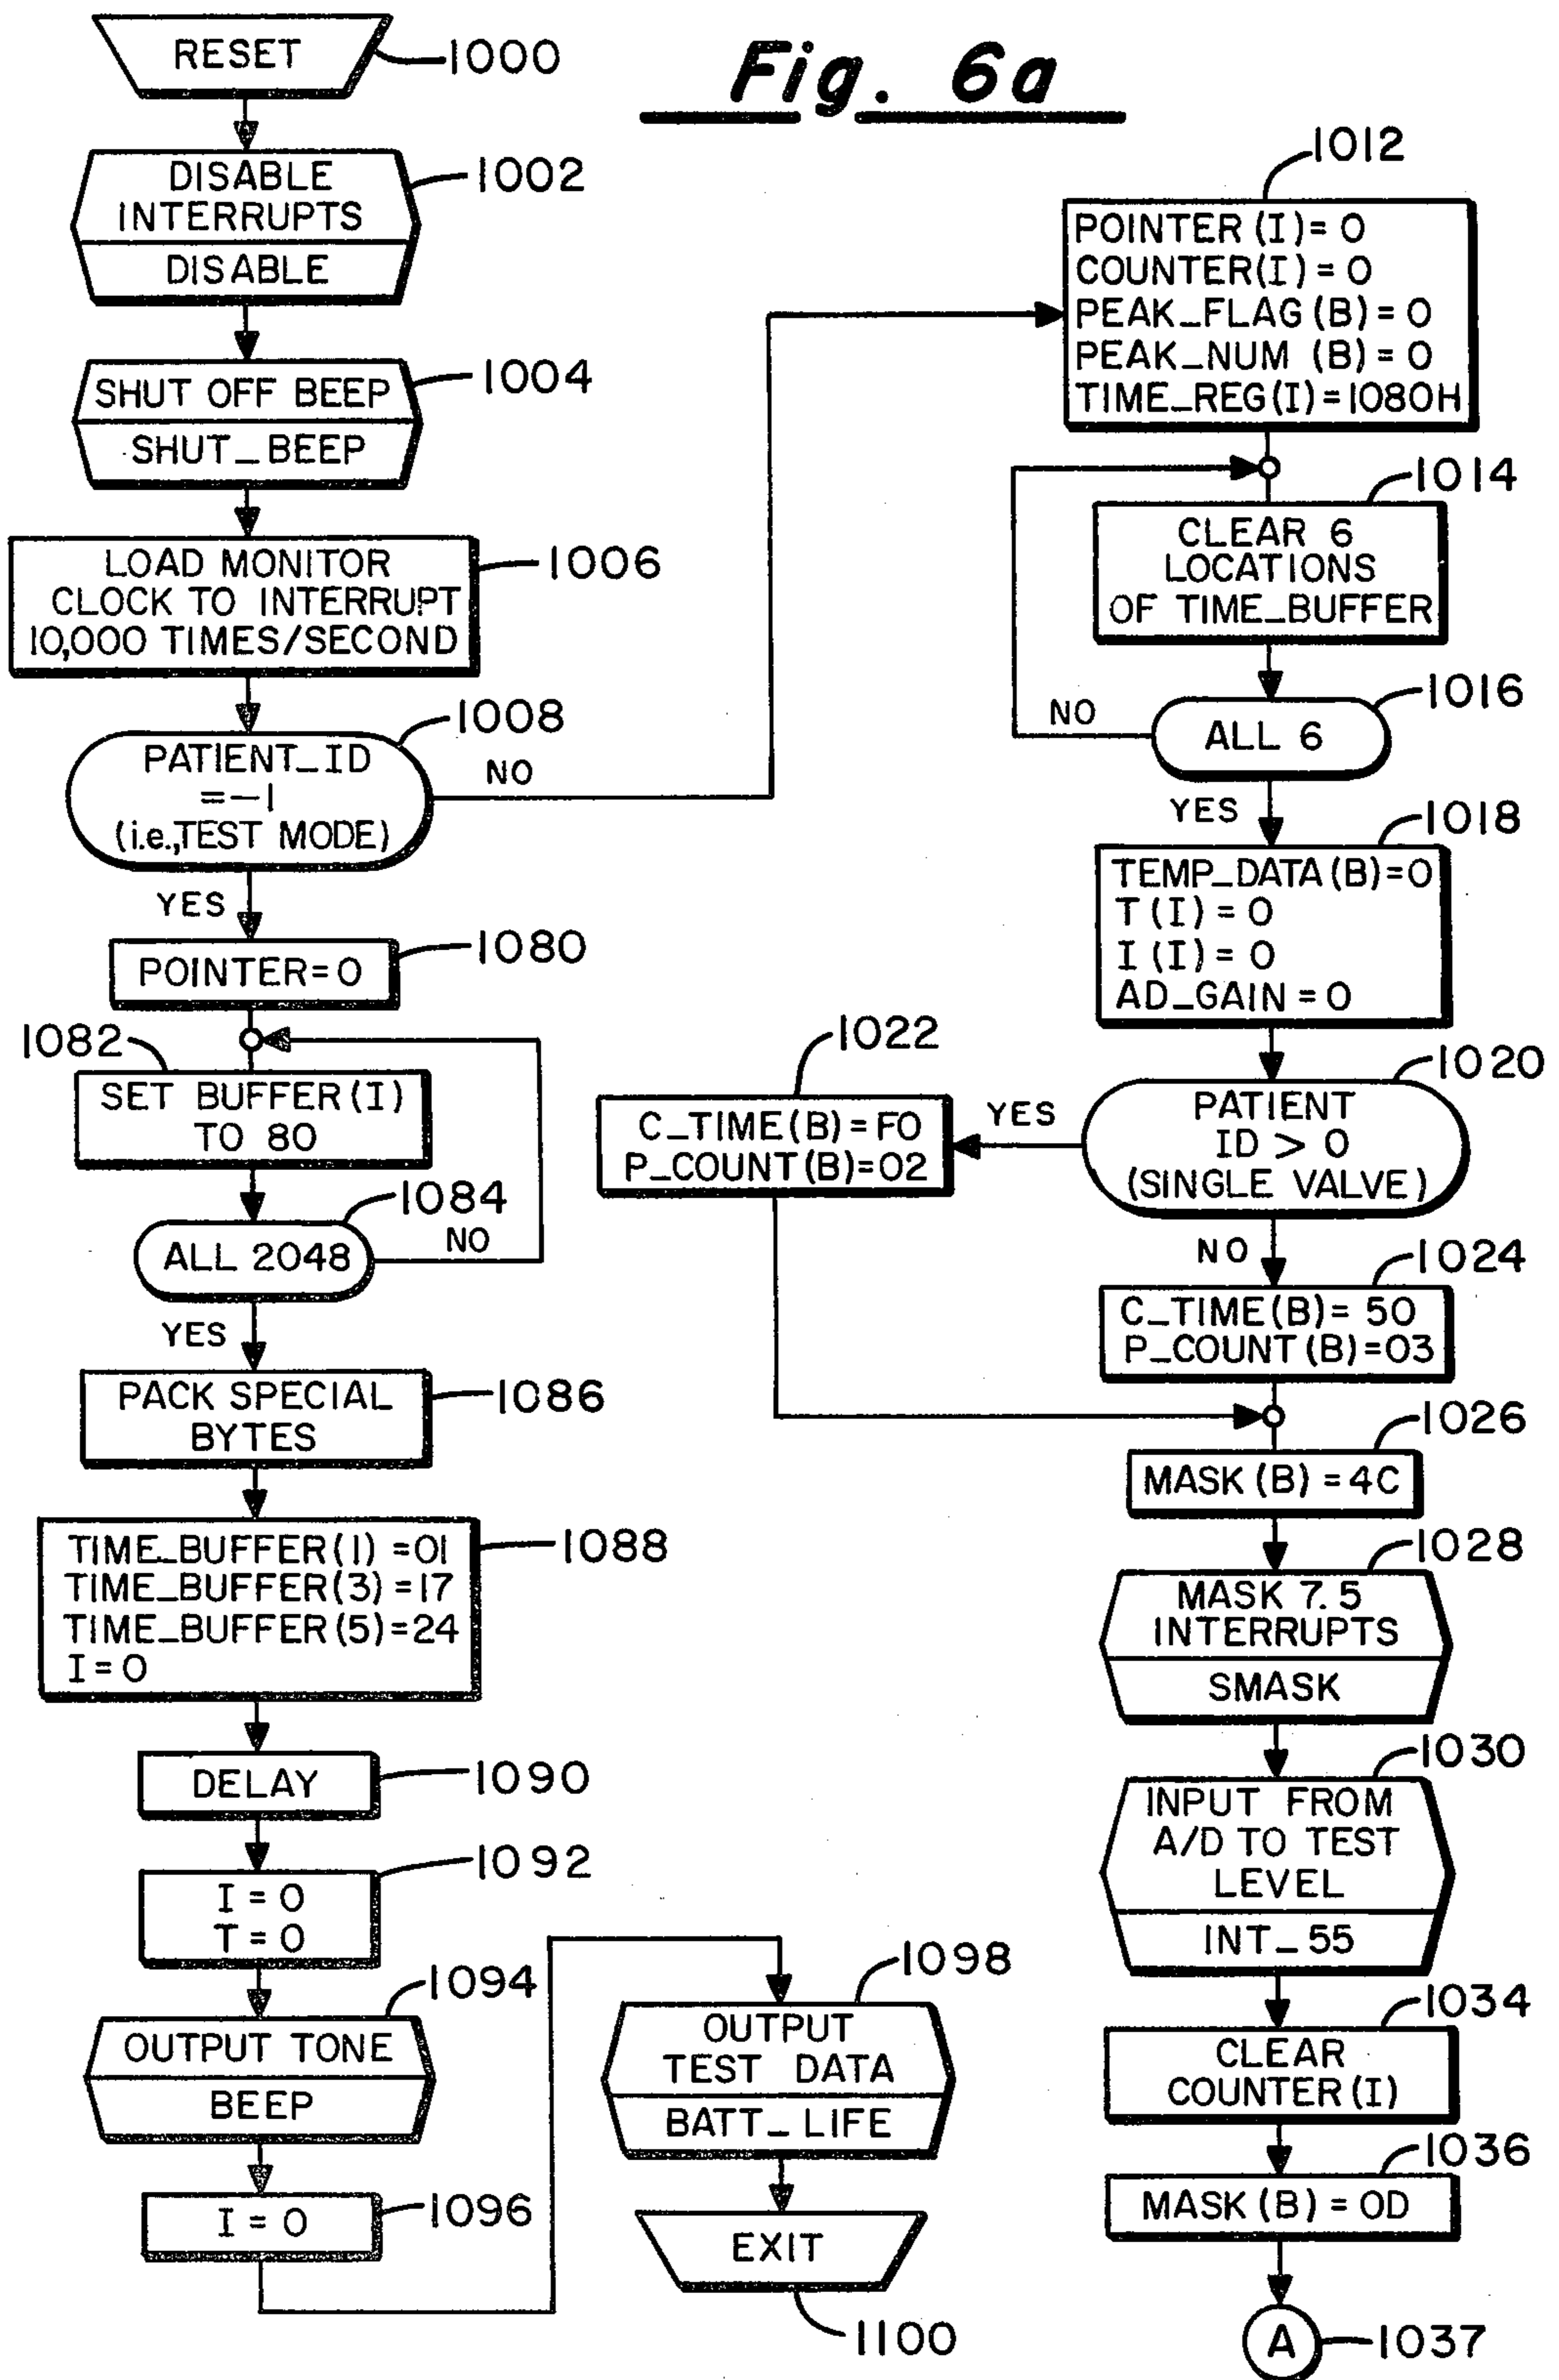 Fig. 6a
RESET
1000
DISABLE
INTERRUPTS
DISABLE
1002
SHUT OFF BEEP
SHUT_BEEP
1004
LOAD MONITOR
CLOCK TO INTERRUPT
10,000 TIMES/SECOND
1006
PATIENT_ID
=-1
(i.e.,TEST MODE)
1008
NO
YES
POINTER=0
1080
1082
SET BUFFER(I)
TO 80
ALL 2048
1084
NO
YES
PACK SPECIAL
BYTES
1086
TIME_BUFFER(1) =01
TIME_BUFFER(3) =17
TIME_BUFFER(5)=24
I=0
1088
DELAY
1090
I = 0
T = 0
1092
OUTPUT TONE
BEEP
1094
I = 0
1096
OUTPUT
TEST DATA
BATT_LIFE
1098
EXIT
1100
1012
POINTER (I)= 0
COUNTER(I) = 0
PEAK_FLAG (B) = 0
PEAK_NUM (B) = 0
TIME_REG(I)=1080H
1014
CLEAR 6
LOCATIONS
OF TIME_BUFFER
ALL 6
1016
NO
YES
1018
TEMP_DATA(B)=0
T (I) = 0
I (I) = 0
AD_GAIN = 0
1020
PATIENT
ID > 0
(SINGLE VALVE)
YES
1022
C_TIME(B)= F0
P_COUNT(B)=02
NO
1024
C_TIME(B)= 50
P_COUNT(B)=03
1026
MASK (B) = 4C
1028
MASK 7.5
INTERRUPTS
SMASK
1030
INPUT FROM
A/D TO TEST
LEVEL
INT_55
1034
CLEAR
COUNTER(I)
1036
MASK (B) = 0D
A
1037